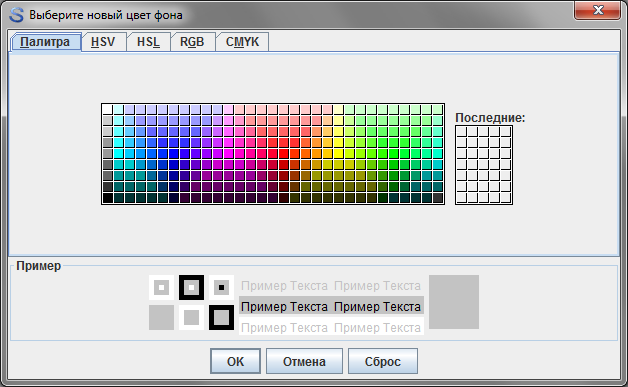 S Выберите новый цвет фона
Палитра HSV HSL RGB CMYK
Последние:
Пример
Пример Текста Пример Текста
Пример Текста Пример Текста
Пример Текста Пример Текста
OK Отмена Сброс